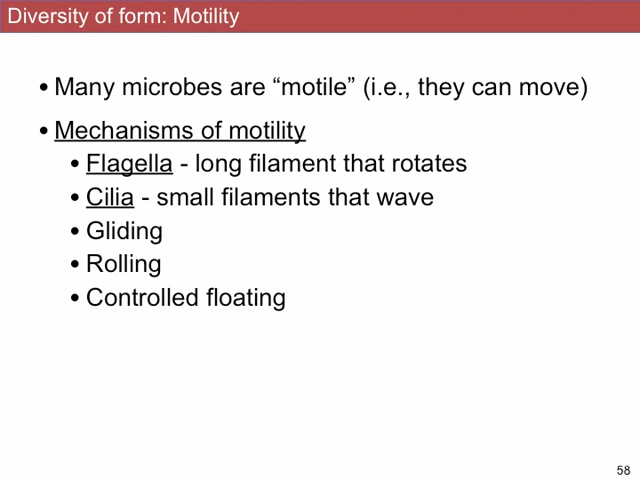 Diversity of form: Motility
• Many microbes are “motile” (i.e., they can move)
• Mechanisms of motility
• Flagella - long filament that rotates
• Cilia - small filaments that wave
• Gliding
• Rolling
• Controlled floating
58